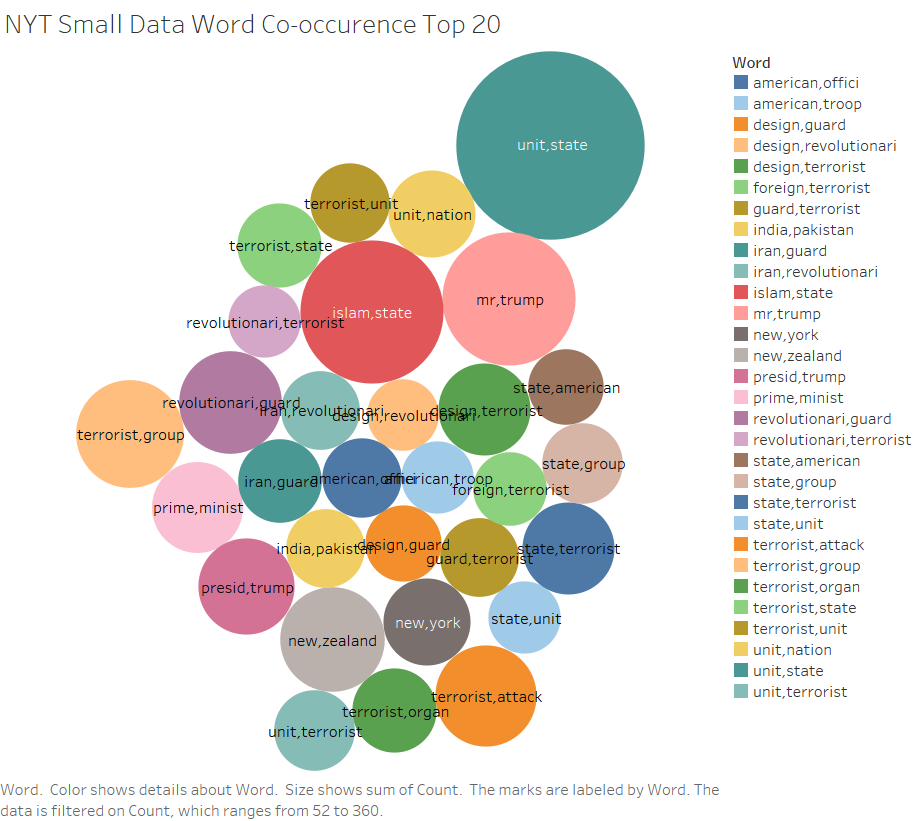 NYT Small Data Word Co-occurence Top 20
unit,state
terrorist,unit
unit,nation
terrorist,state
mr,trump
islam,state
revolutionari,terrorist
state,american
revolutionari,guard
iran,revolutionari
design,revolutionari
design,terrorist
terrorist,group
state,group
iran,guard
american,offici
american,troop
foreign,terrorist
prime,minist
india,pakistan
design,guard
guard,terrorist
state,terrorist
presid,trump
new,zealand
new,york
state,unit
terrorist,attack
terrorist,organ
unit,terrorist
Word
american,offici
american,troop
design,guard
design,revolutionari
design,terrorist
foreign,terrorist
guard,terrorist
india,pakistan
iran,guard
iran,revolutionari
islam,state
mr,trump
new,york
new,zealand
presid,trump
prime,minist
revolutionari,guard
revolutionari,terrorist
state,american
state,group
state,terrorist
state,unit
terrorist,attack
terrorist,group
terrorist,organ
terrorist,state
terrorist,unit
unit,nation
unit,state
unit,terrorist
Word. Color shows details about Word. Size shows sum of Count. The marks are labeled by Word. The
data is filtered on Count, which ranges from 52 to 360.